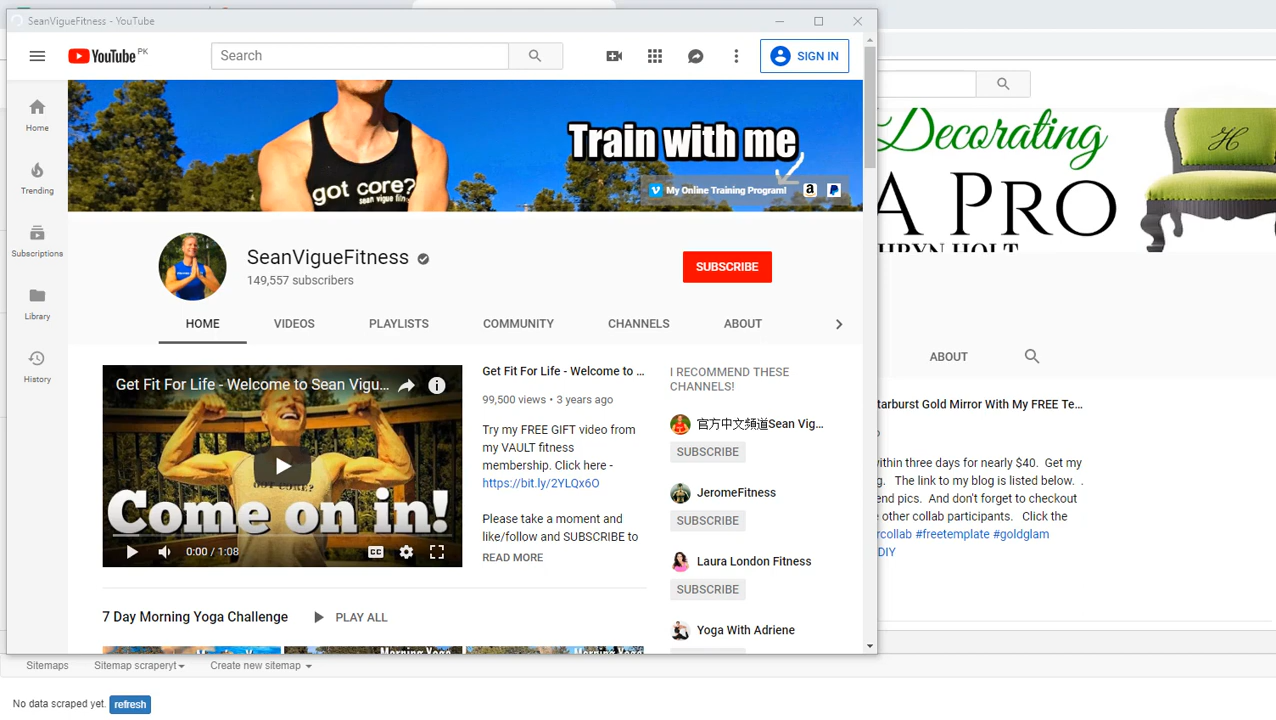 SeanVigueFitness - YouTube
YouTube PK
Search
SIGN IN
Home
Trending
Subscriptions
Library
History
got core?
Train with me
My Online Training Program!
SeanVigueFitness
149,557 subscribers
SUBSCRIBE
HOME VIDEOS PLAYLISTS COMMUNITY CHANNELS ABOUT
Get Fit For Life - Welcome to Sean Vigu...
Come on in!
0:00 / 1:08
CC
Get Fit For Life - Welcome to ...
99,500 views • 3 years ago
Try my FREE GIFT video from
my VAULT fitness
membership. Click here -
https://bit.ly/2YLQx6O
Please take a moment and
like/follow and SUBSCRIBE to
READ MORE
I RECOMMEND THESE
CHANNELS!
官方中文頻道Sean Vig...
SUBSCRIBE
JeromeFitness
SUBSCRIBE
Laura London Fitness
SUBSCRIBE
Yoga With Adriene
7 Day Morning Yoga Challenge
PLAY ALL
Decorating
A PRO
H
ABOUT
tarburst Gold Mirror With My FREE Te...
within three days for nearly $40. Get my
g. The link to my blog is listed below. .
end pics. And don't forget to checkout
e other collab participants. Click the
rcollab #freetemplate #goldglam
DIY
Sitemaps Sitemap scraperyt Create new sitemap
No data scraped yet. refresh